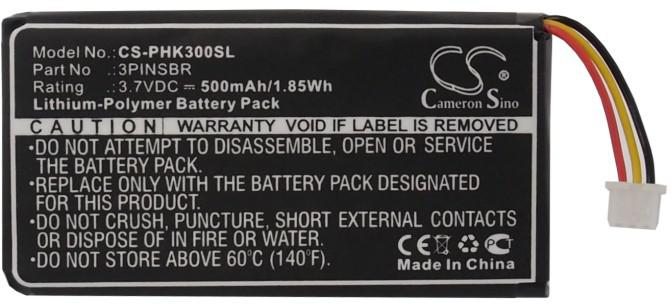 Model No.: CS-PHK300SL
Part No :3PINSBR
Rating :3.7VDC ⎓ 500mAh/1.85Wh
Lithium-Polymer Battery Pack
CS
Cameron Sino
CAUTION WARRANTY VOID IF LABEL IS REMOVED
•DO NOT ATTEMPT TO DISASSEMBLE, OPEN OR SERVICE
THE BATTERY PACK.
•REPLACE ONLY WITH THE BATTERY PACK DESIGNATED
FOR THIS PRODUCT.
•DO NOT CRUSH, PUNCTURE, SHORT EXTERNAL CONTACTS
OR DISPOSE OF IN FIRE OR WATER.
•DO NOT STORE ABOVE 60°C (140°F).
CE
Made In China